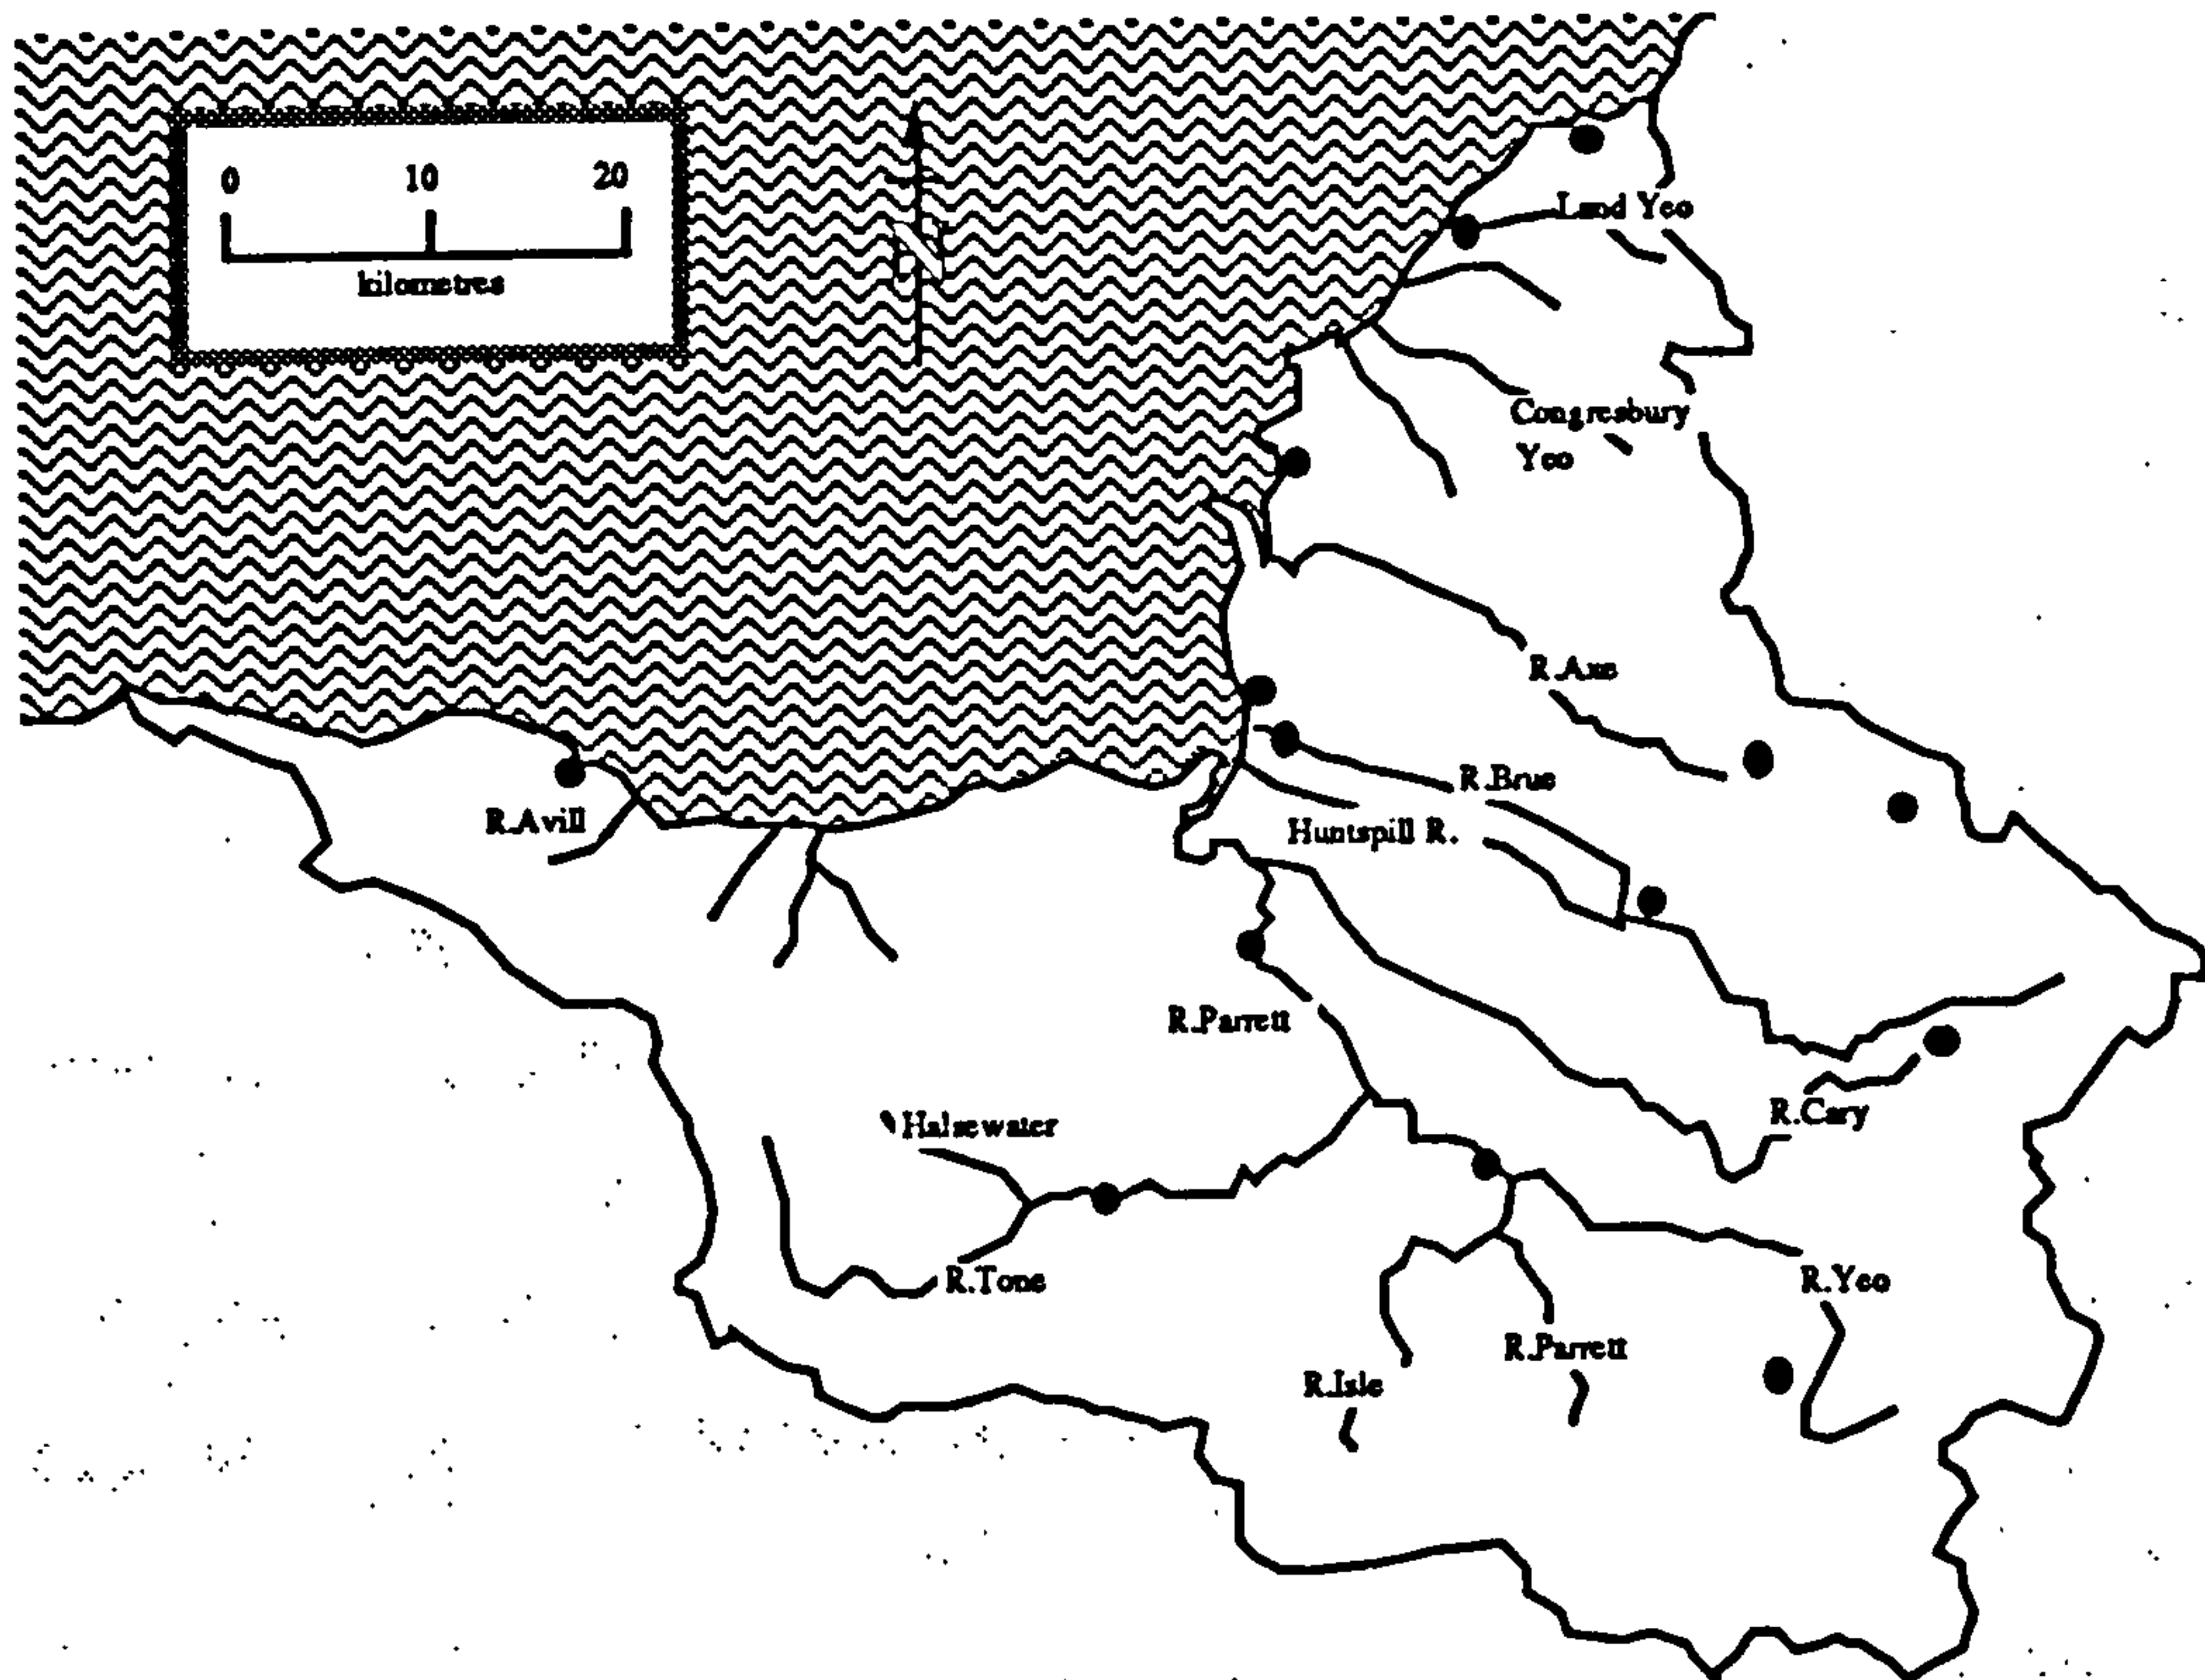 0 10 20
kilometres
N
Land Yeo
Congresbury
Yeo
R.Axe
R.Brue
R.Avill
Huntspill R.
R.Parrett
R.Cary
Halsewater
R.Tone
R.Yeo
R.Parrett
R.Isle